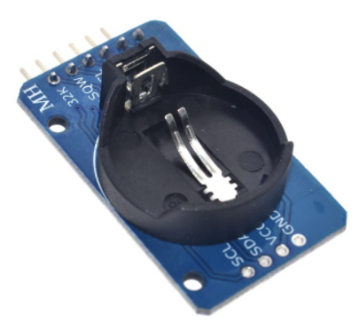 MH
32K
SQW
SCL
SDA
VCC
GND